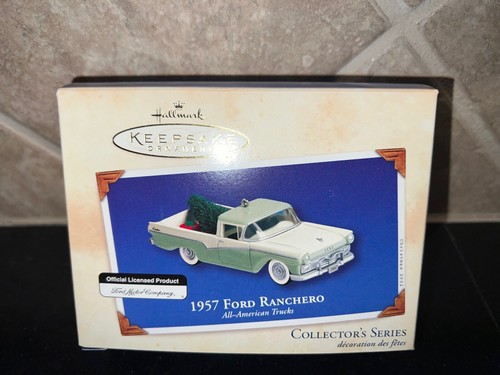 Hallmark
KEEPSAKE
ORNAMENT
Official Licensed Product
Ford Motor Company
1957 FORD RANCHERO
All-American Trucks
COLLECTOR'S SERIES
décoration des fêtes